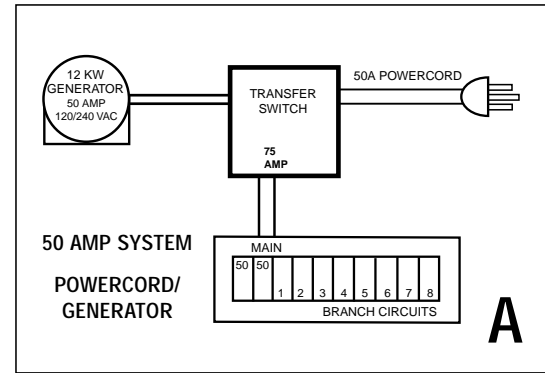 12 KW
GENERATOR
50 AMP
120/240 VAC
TRANSFER
SWITCH
75
AMP
50A POWERCORD
50 AMP SYSTEM
POWERCORD/
GENERATOR
MAIN
50 50
1 2 3 4 5 6 7 8
BRANCH CIRCUITS
A